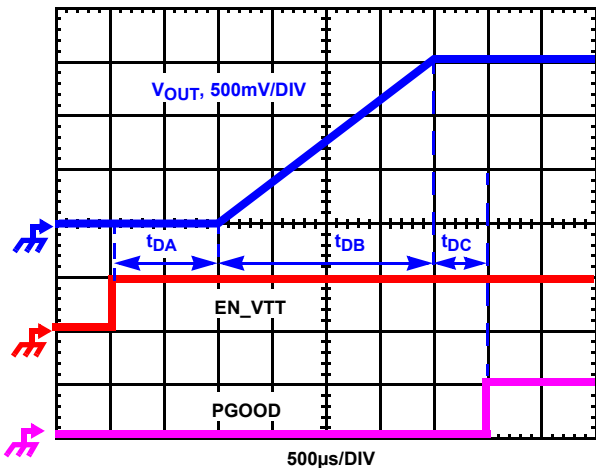 VOUT, 500mV/DIV
tDA
tDB
tDC
EN_VTT
PGOOD
500µs/DIV